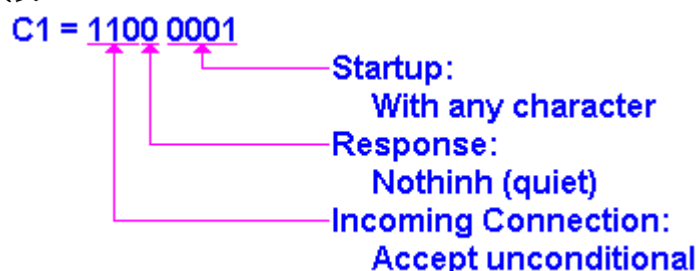 C1 = 1100 0001
Startup:
With any character
Response:
Nothinh (quiet)
Incoming Connection:
Accept unconditional